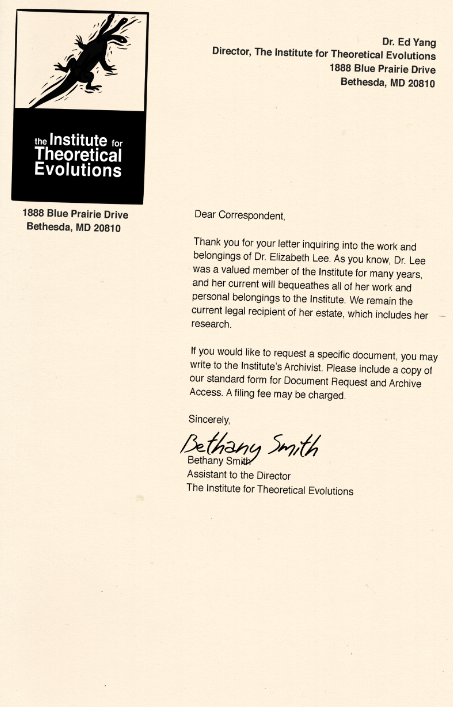 Dr. Ed Yang
Director, The Institute for Theoretical Evolutions
1888 Blue Prairie Drive
Bethesda, MD 20810
the Institute for
Theoretical
Evolutions
1888 Blue Prairie Drive
Bethesda, MD 20810
Dear Correspondent,
Thank you for your letter inquiring into the work and
belongings of Dr. Elizabeth Lee. As you know, Dr. Lee
was a valued member of the Institute for many years,
and her current will bequeathes all of her work and
personal belongings to the Institute. We remain the
current legal recipient of her estate, which includes her
research.
If you would like to request a specific document, you may
write to the Institute's Archivist. Please include a copy of
our standard form for Document Request and Archive
Access. A filing fee may be charged.
Sincerely,
Bethany Smith
Bethany Smith
Assistant to the Director
The Institute for Theoretical Evolutions